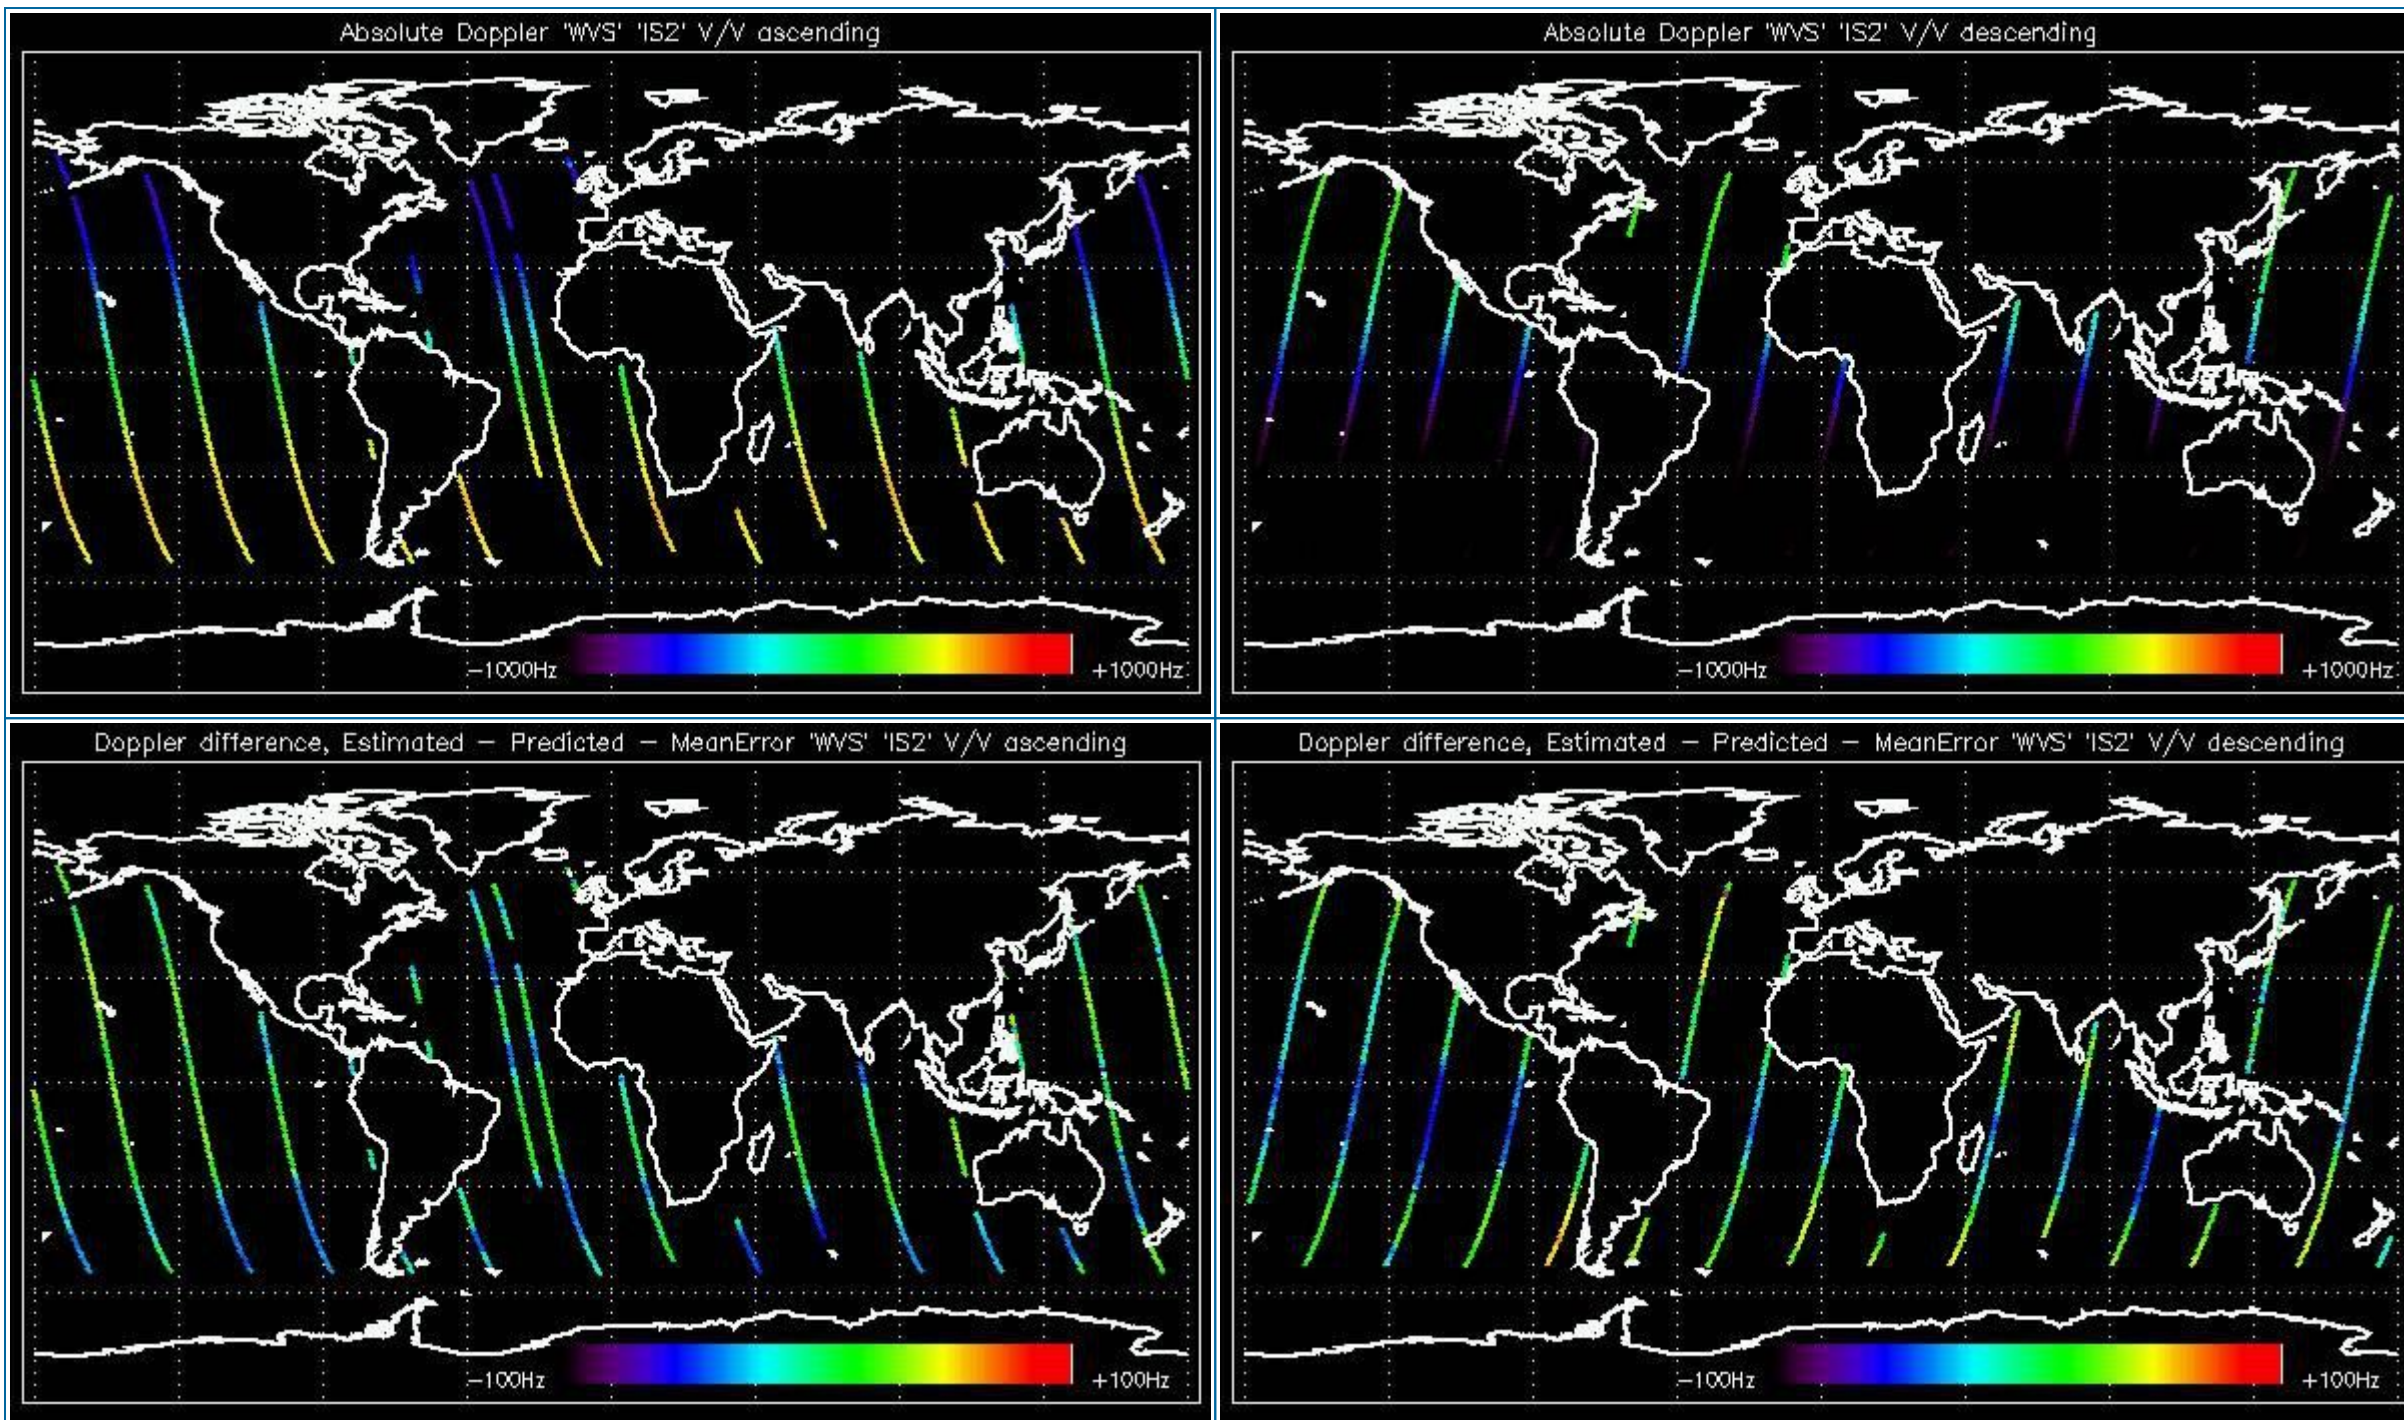 Absolute Doppler 'WVS' 'IS2' V/V ascending
-1000Hz
+1000Hz
Absolute Doppler 'WVS' 'IS2' V/V descending
-1000Hz
+1000Hz
Doppler difference, Estimated - Predicted - MeanError 'WVS' 'IS2' V/V ascending
-100Hz
+100Hz
Doppler difference, Estimated - Predicted - MeanError 'WVS' 'IS2' V/V descending
-100Hz
+100Hz